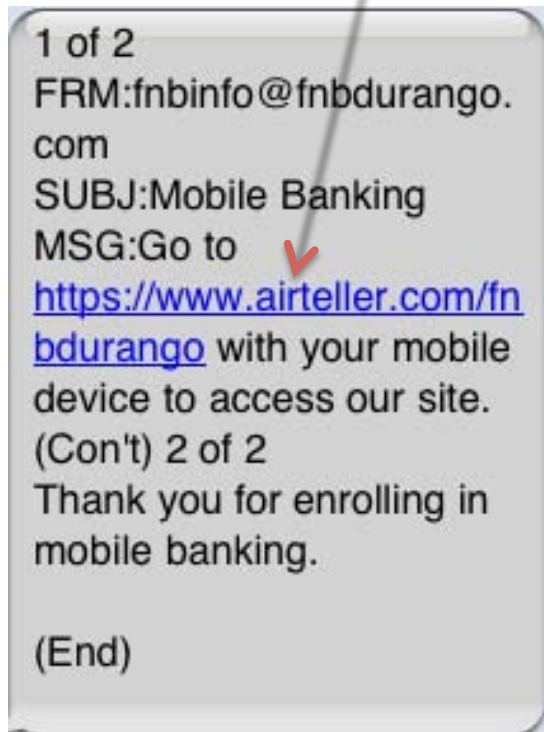 1 of 2
FRM:fnbinfo@fnbdurango.
com
SUBJ:Mobile Banking
MSG:Go to
https://www.airteller.com/fn
bdurango with your mobile
device to access our site.
(Con't) 2 of 2
Thank you for enrolling in
mobile banking.
(End)